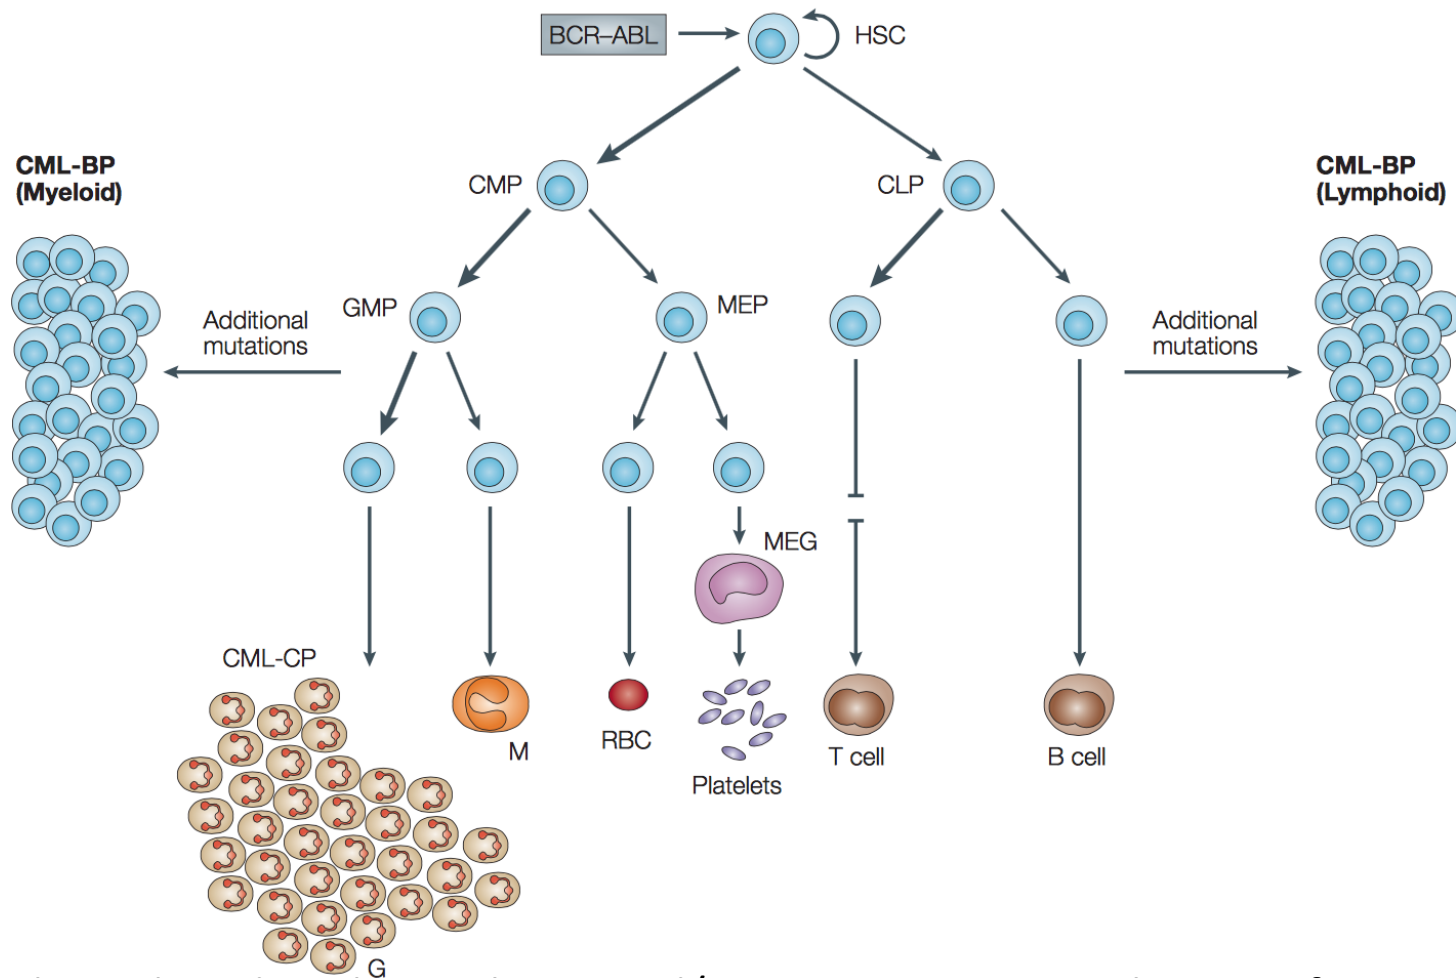 BCR–ABL
HSC
CML-BP
(Myeloid)
CMP
CLP
CML-BP
(Lymphoid)
GMP
MEP
Additional
mutations
Additional
mutations
MEG
CML-CP
M
RBC
Platelets
T cell
B cell
G